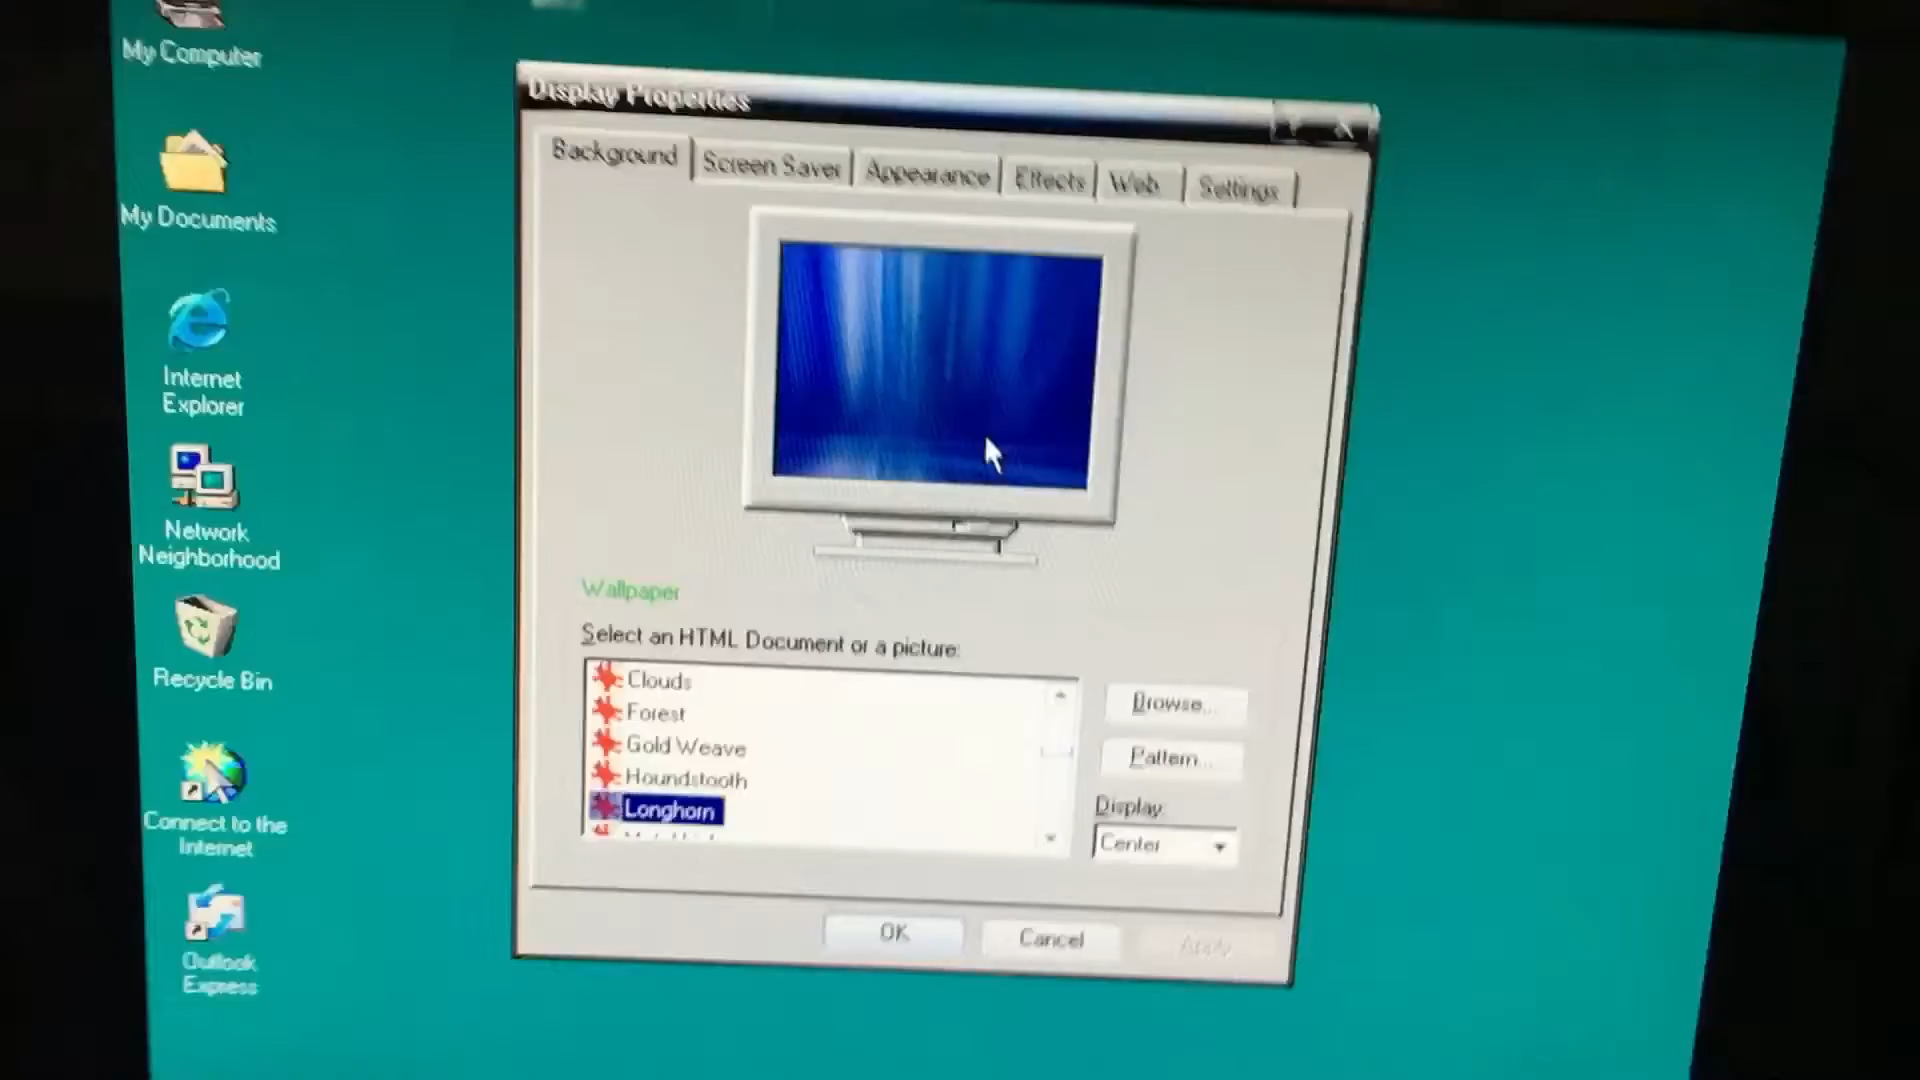 My Computer
My Documents
Internet
Explorer
Network
Neighborhood
Recycle Bin
Connect to the
Internet
Outlook
Express
Display Properties
Background
Screen Saver
Appearance
Effects
Web
Settings
Wallpaper
Select an HTML Document or a picture:
Clouds
Forest
Gold Weave
Houndstooth
Longhorn
Browse...
Pattern...
Display:
Center
OK
Cancel
Apply